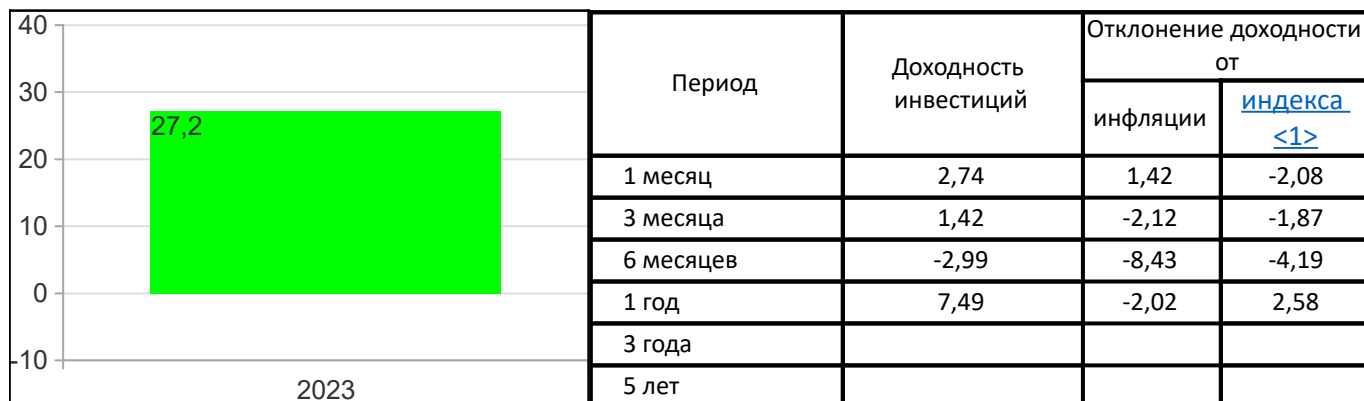 40
30
27,2
20
10
0
-10
2023
Период
Доходность
инвестиций
Отклонение доходности
от
инфляции
индекса
<1>
1 месяц 2,74 1,42 -2,08
3 месяца 1,42 -2,12 -1,87
6 месяцев -2,99 -8,43 -4,19
1 год 7,49 -2,02 2,58
3 года
5 лет